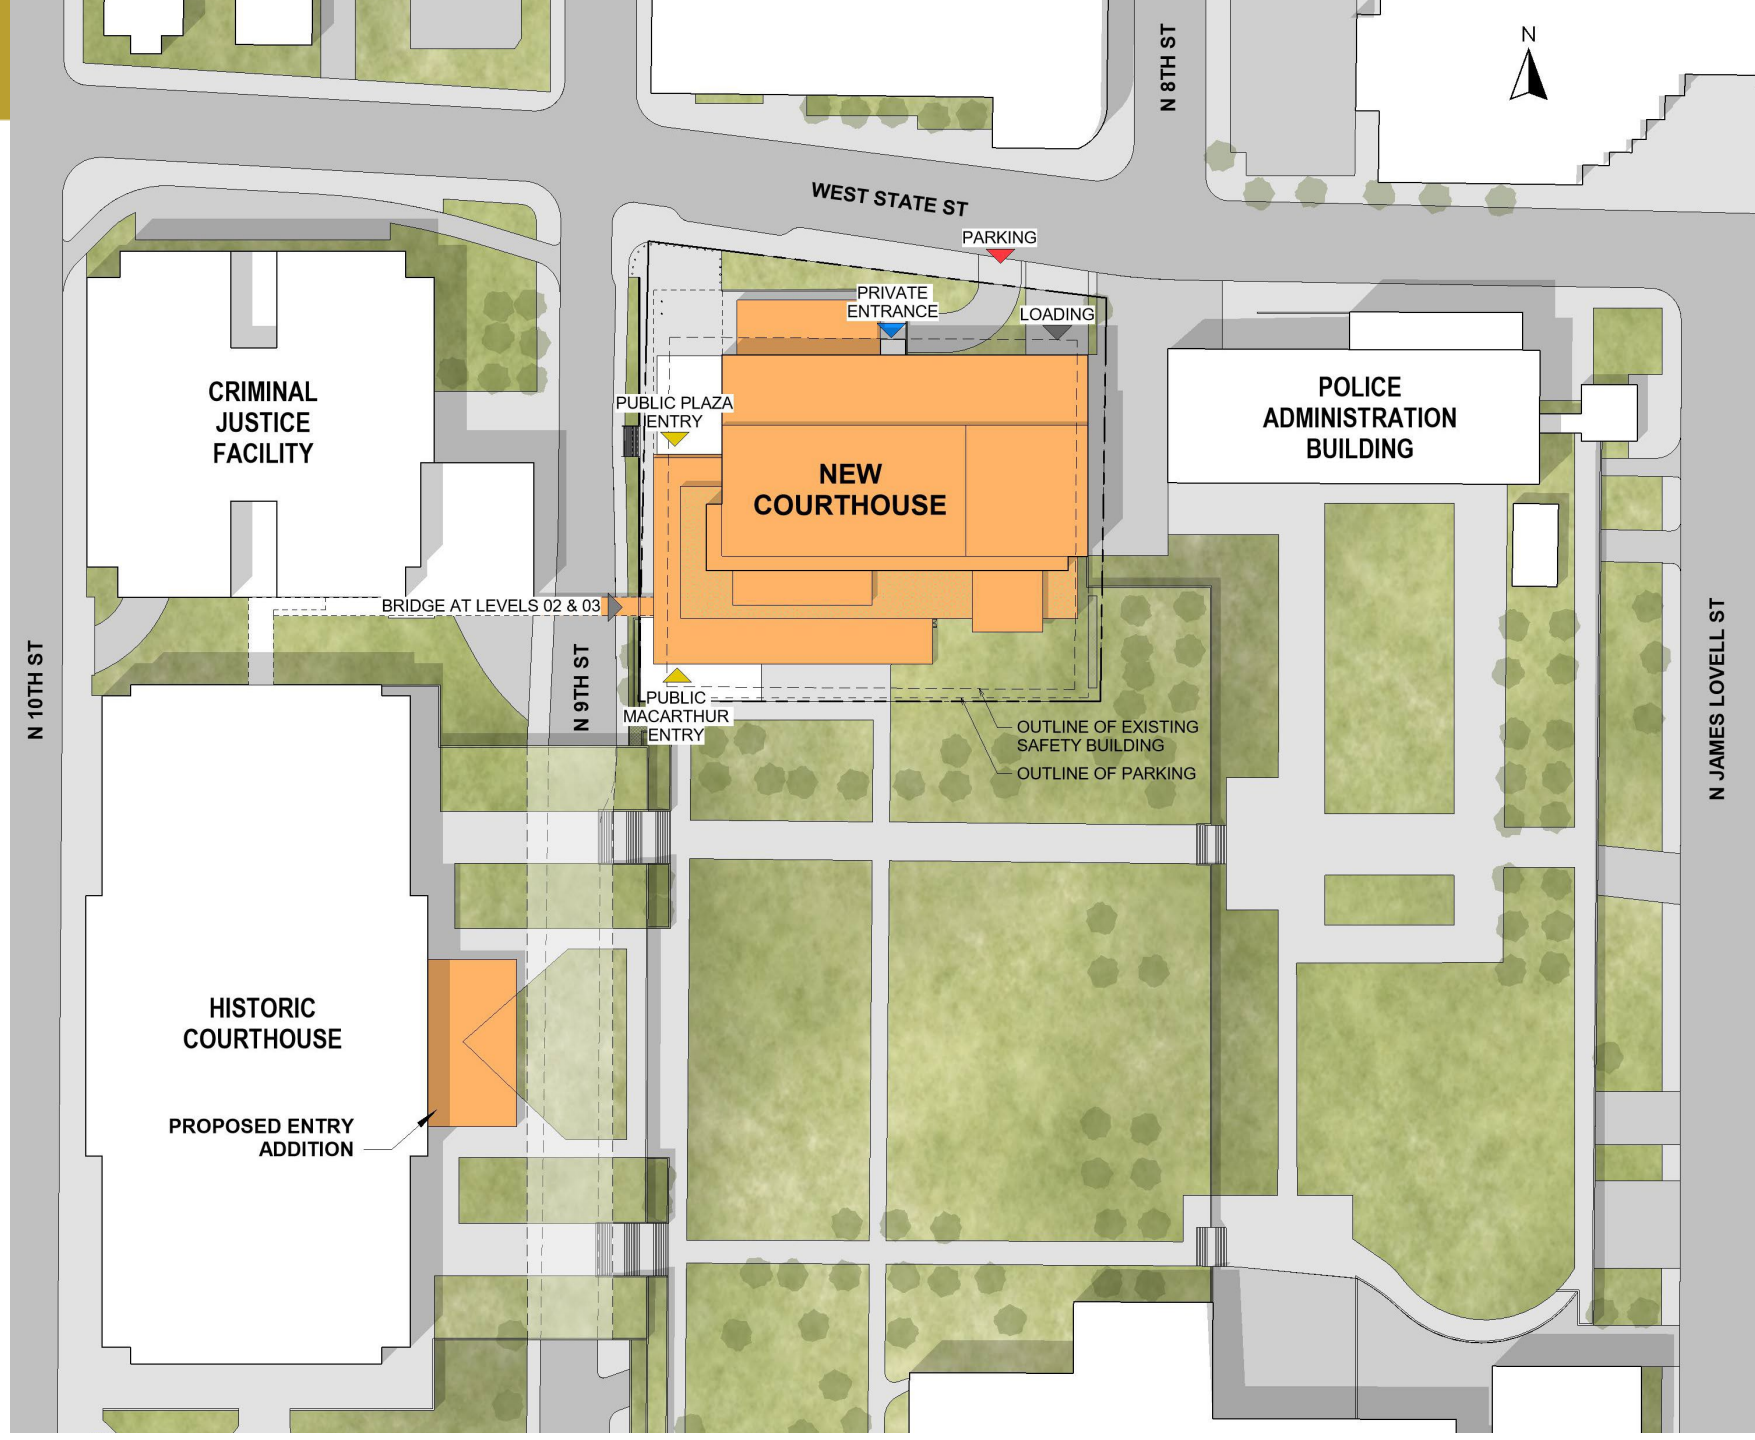 N
N 8TH ST
WEST STATE ST
PARKING
PRIVATE
ENTRANCE
LOADING
CRIMINAL
JUSTICE
FACILITY
PUBLIC PLAZA
ENTRY
NEW
COURTHOUSE
POLICE
ADMINISTRATION
BUILDING
BRIDGE AT LEVELS 02 & 03
N 10TH ST
N 9TH ST
N JAMES LOVELL ST
PUBLIC
MACARTHUR
ENTRY
OUTLINE OF EXISTING
SAFETY BUILDING
OUTLINE OF PARKING
HISTORIC
COURTHOUSE
PROPOSED ENTRY
ADDITION